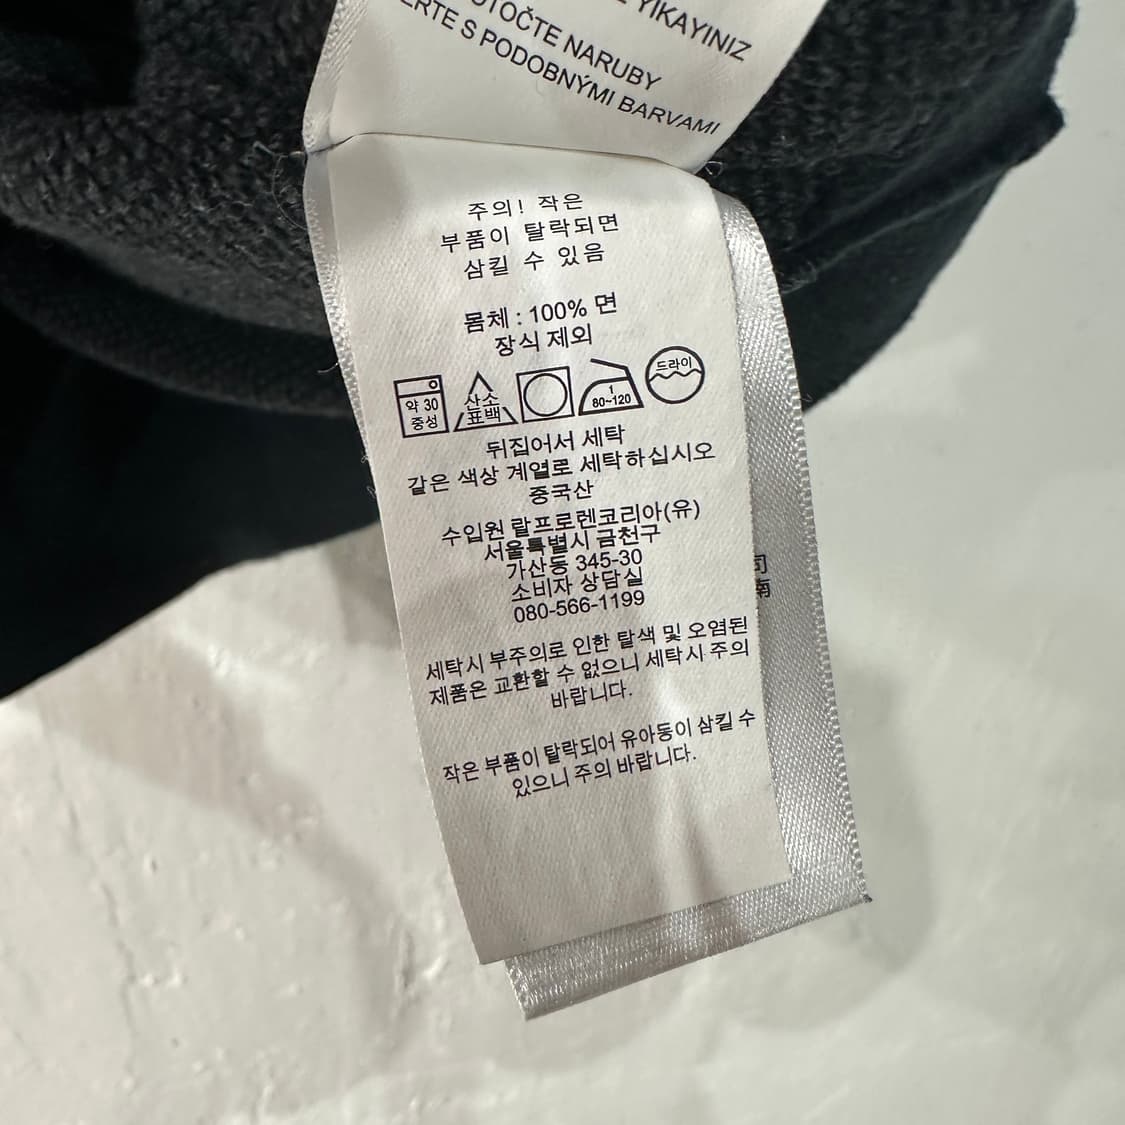 YIKAYINIZ
NARUBY
S PODOBNÝMI BARVAMI
주의! 작은
부품이 탈락되면
삼킬 수 있음
몸체 : 100% 면
장식 제외
약 30
중성
산소
표백
1
80~120
드라이
뒤집어서 세탁
같은 색상 계열로 세탁하십시오
중국산
수입원 랄프로렌코리아(유)
서울특별시 금천구
가산동 345-30
소비자 상담실
080-566-1199
세탁시 부주의로 인한 탈색 및 오염된
제품은 교환할 수 없으니 세탁시 주의
바랍니다.
작은 부품이 탈락되어 유아동이 삼킬 수
있으니 주의 바랍니다.
司
南